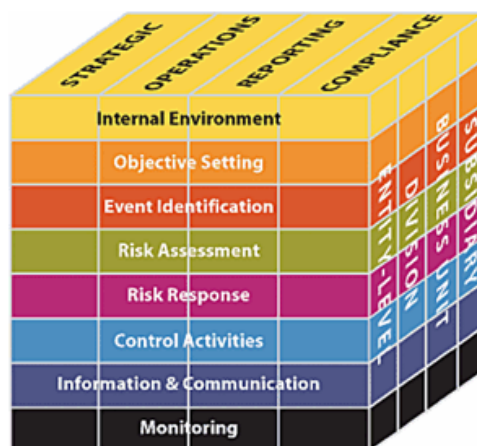 STRATEGIC
OPERATIONS
REPORTING
COMPLIANCE
Internal Environment
Objective Setting
Event Identification
Risk Assessment
Risk Response
Control Activities
Information & Communication
Monitoring
ENTITY-LEVEL
DIVISION
BUSINESS UNIT
SUBSIDIARY